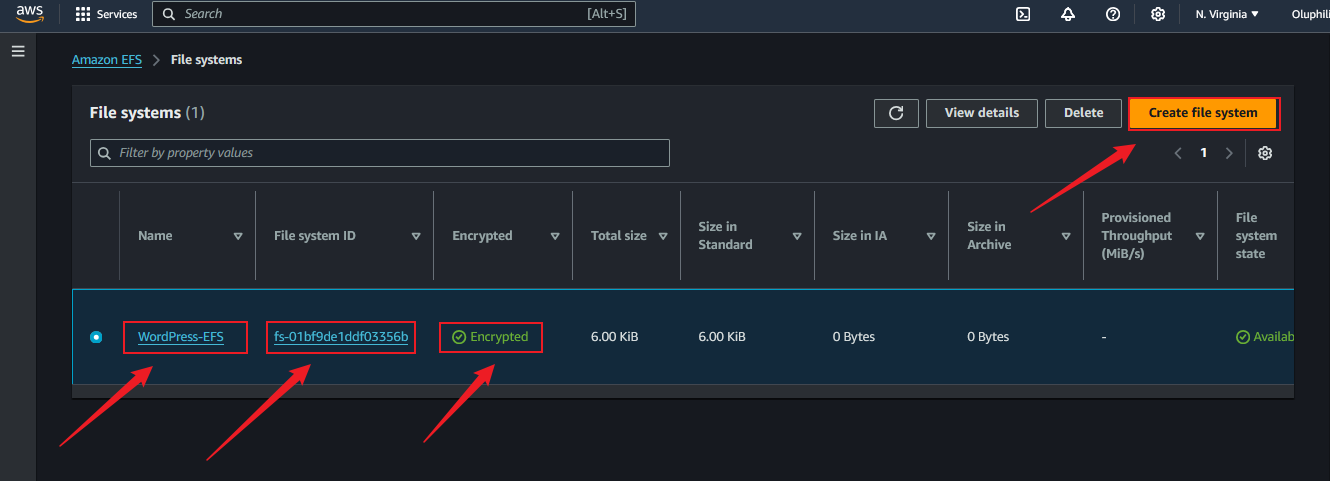 aws
Services
Search
[Alt+S]
N. Virginia
Oluphili
Amazon EFS
File systems
File systems (1)
View details
Delete
Create file system
Filter by property values
1
Name
File system ID
Encrypted
Total size
Size in
Standard
Size in IA
Size in
Archive
Provisioned
Throughput
(MiB/s)
File
system
state
WordPress-EFS
fs-01bf9de1ddf03356b
Encrypted
6.00 KiB
6.00 KiB
0 Bytes
0 Bytes
-
Availab